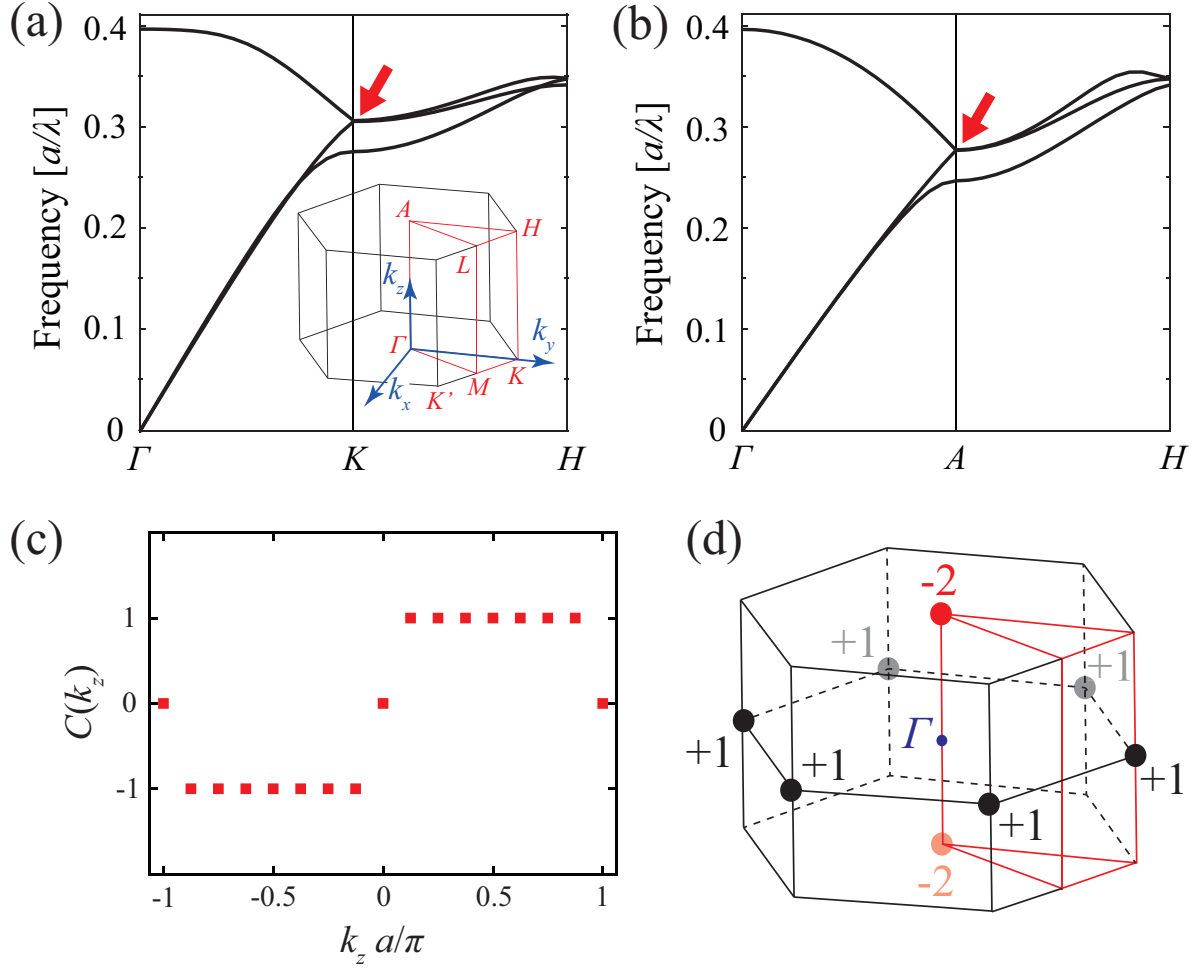 (a)
Frequency [a/λ]
0.4
0.3
0.2
0.1
0
Γ K H
A
H
L
k_z
Γ
k_y
k_x
K'
M
K
(b)
Frequency [a/λ]
0.4
0.3
0.2
0.1
0
Γ A H
(c)
C(k_z)
1
0
-1
-1 -0.5 0 0.5 1
k_z a/π
(d)
-2
+1
+1
Γ
+1
+1
+1
+1
-2